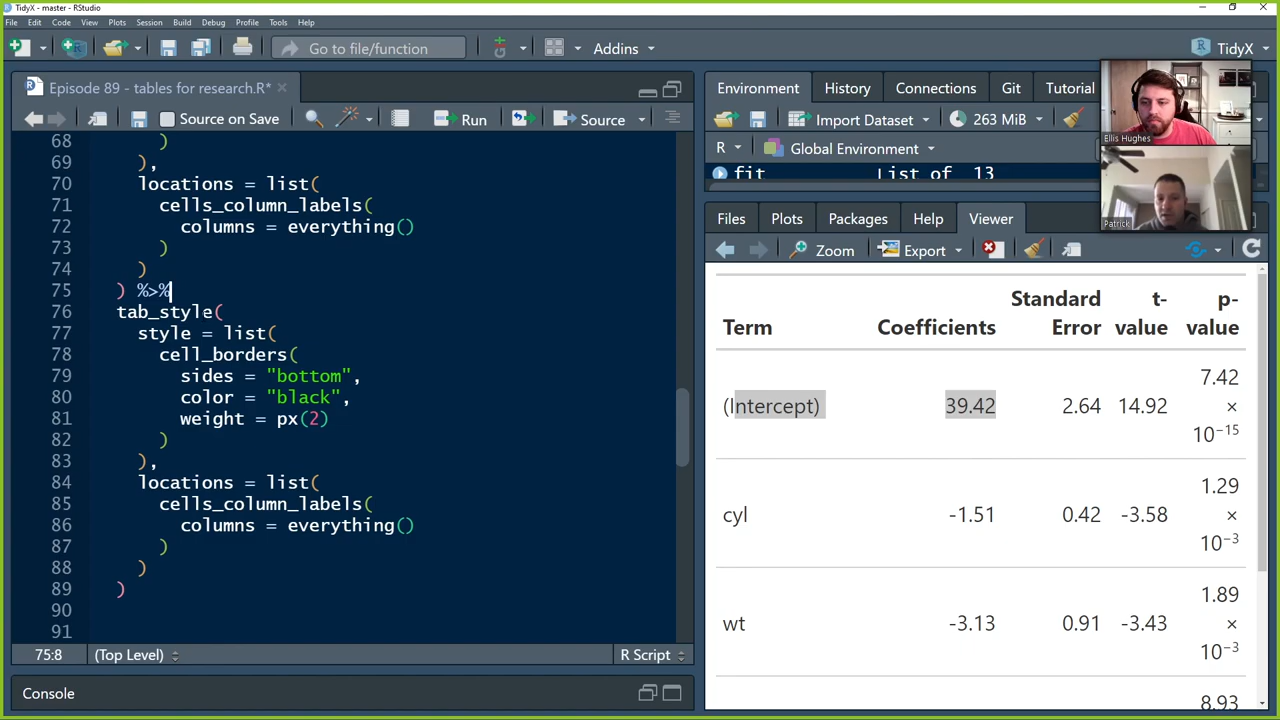 TidyX - master - RStudio
File Edit Code View Plots Session Build Debug Profile Tools Help
Go to file/function
Addins
TidyX
Episode 89 - tables for research.R*
Source on Save
Run
Source
68 )
69 ),
70 locations = list(
71 cells_column_labels(
72 columns = everything()
73 )
74 )
75 ) %>%
76 tab_style(
77 style = list(
78 cell_borders(
79 sides = "bottom",
80 color = "black",
81 weight = px(2)
82 )
83 ),
84 locations = list(
85 cells_column_labels(
86 columns = everything()
87 )
88 )
89 )
90
91
75:8 (Top Level) R Script
Console
Environment History Connections Git Tutorial
Import Dataset 263 MiB
R Global Environment
fit List of 13
Files Plots Packages Help Viewer
Zoom Export
Term Coefficients Standard Error t-value p-value
(Intercept) 39.42 2.64 14.92 7.42 × 10−15
cyl -1.51 0.42 -3.58 1.29 × 10−3
wt -3.13 0.91 -3.43 1.89 × 10−3
8.93
Ellis Hughes
Patrick